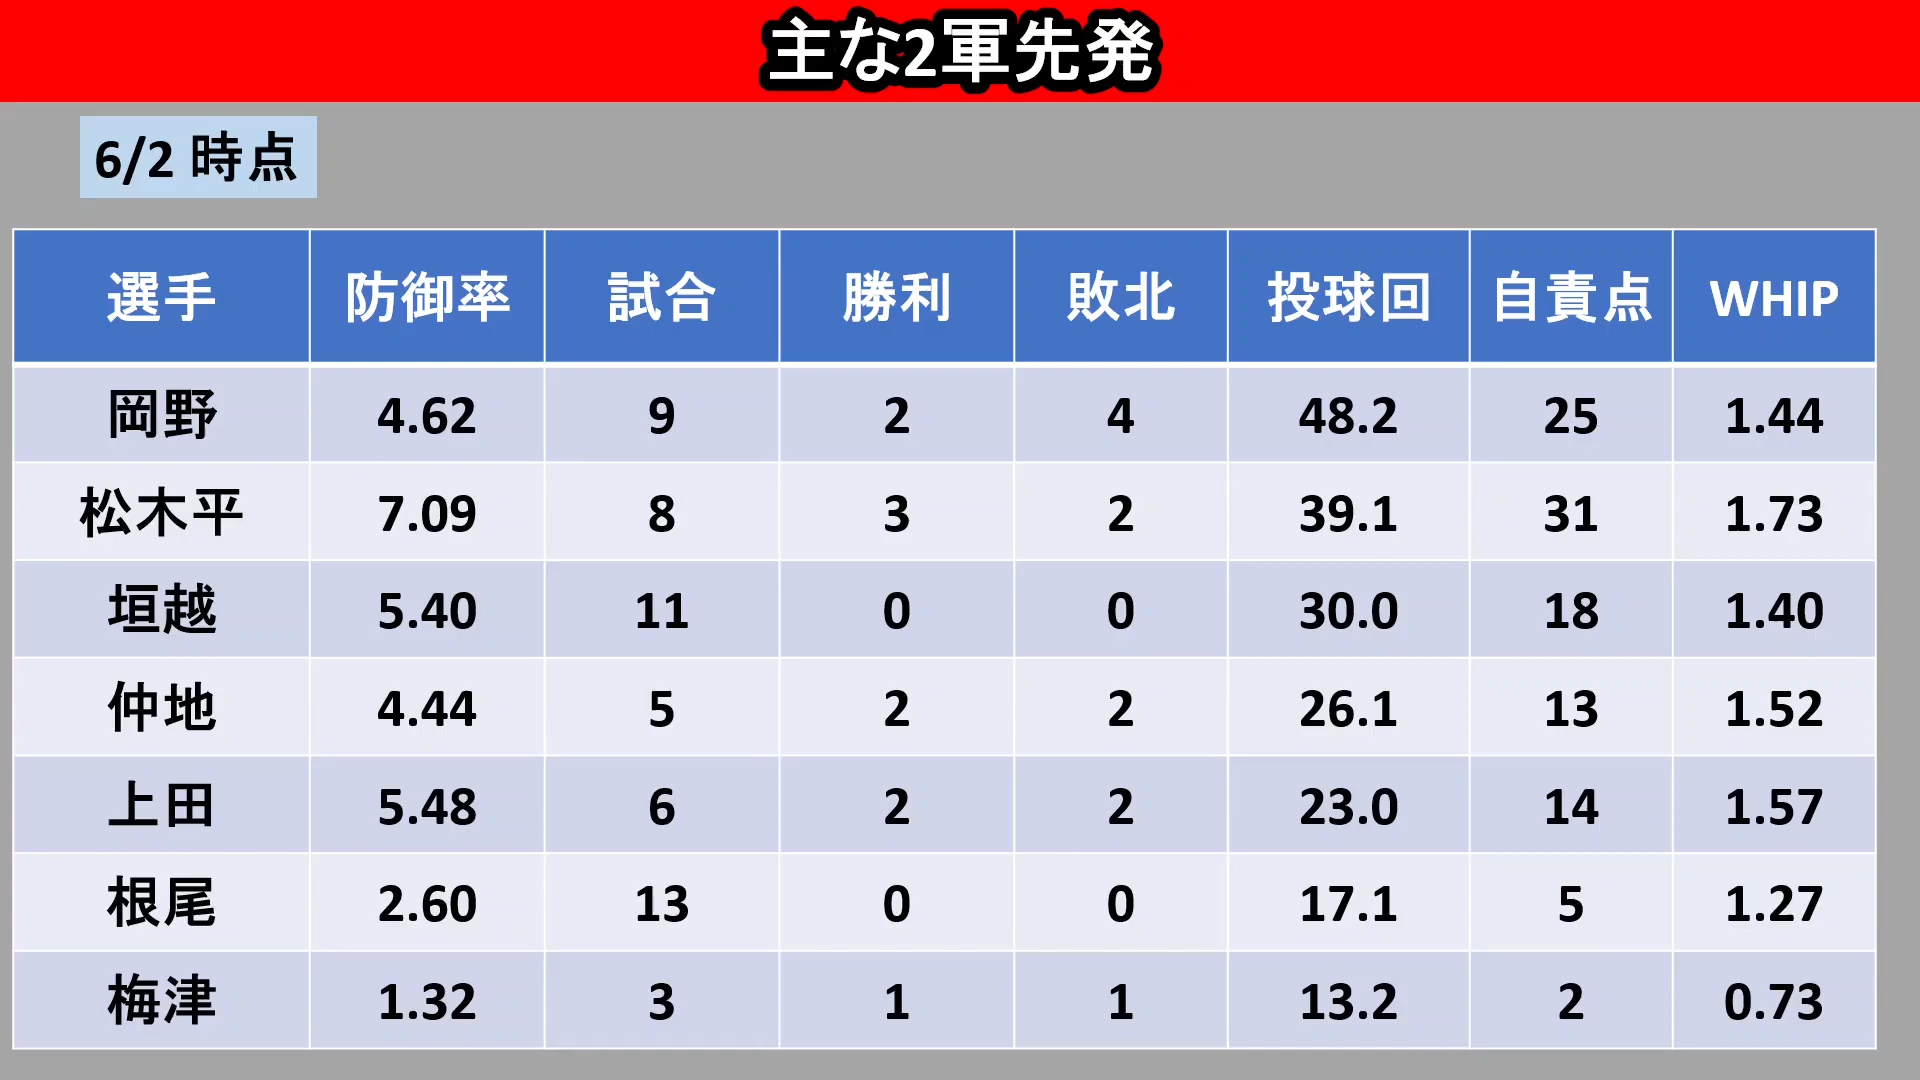 主な2軍先発
6/2 時点
選手 防御率 試合 勝利 敗北 投球回 自責点 WHIP
岡野 4.62 9 2 4 48.2 25 1.44
松木平 7.09 8 3 2 39.1 31 1.73
垣越 5.40 11 0 0 30.0 18 1.40
仲地 4.44 5 2 2 26.1 13 1.52
上田 5.48 6 2 2 23.0 14 1.57
根尾 2.60 13 0 0 17.1 5 1.27
梅津 1.32 3 1 1 13.2 2 0.73